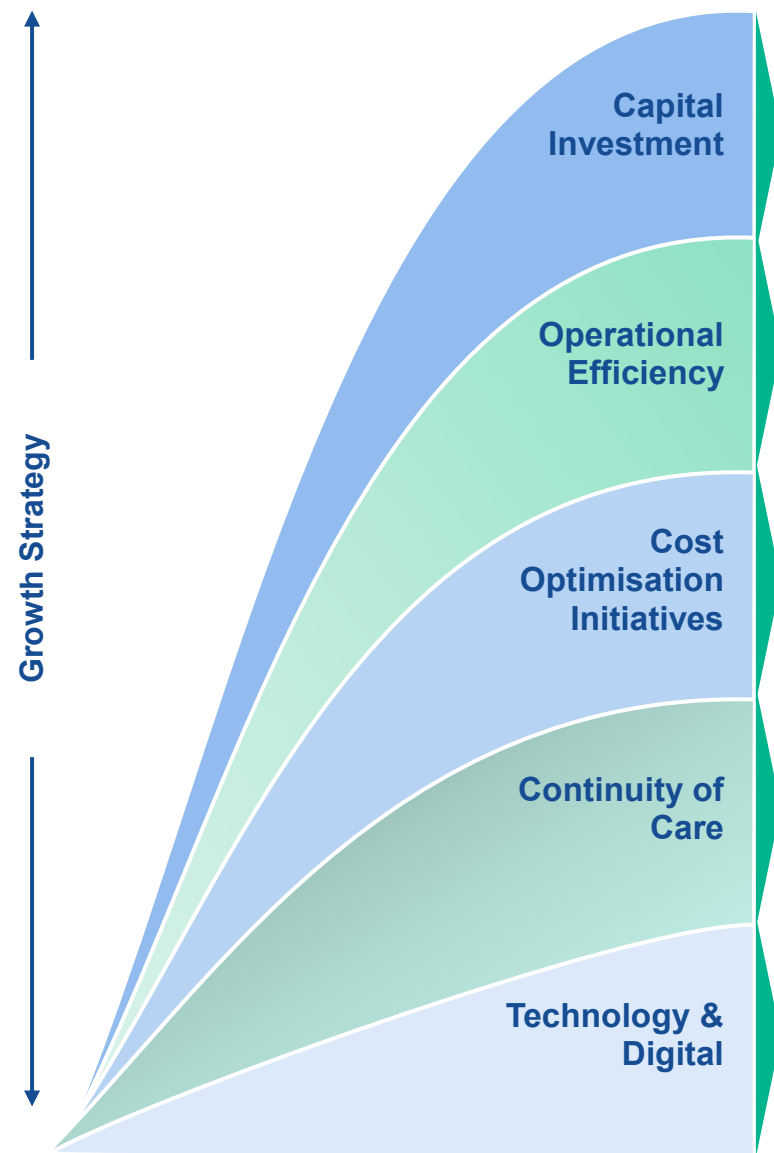 Capital
Investment
Operational
Efficiency
Growth Strategy
Cost
Optimisation
Initiatives
Continuity of
Care
Technology &
Digital